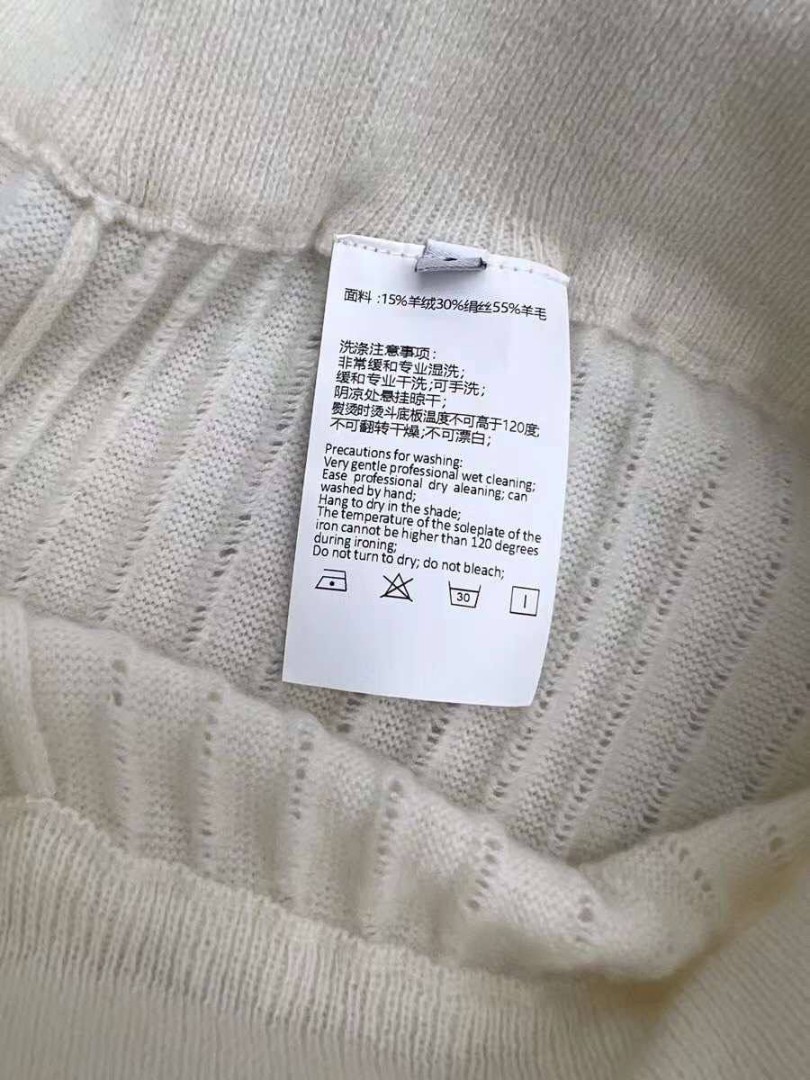 面料 :15%羊绒30%绢丝55%羊毛
洗涤注意事项:
非常缓和专业湿洗;
缓和专业干洗;可手洗;
阴凉处悬挂晾干;
熨烫时烫斗底板温度不可高于120度,
不可翻转干燥;不可漂白;
Precautions for washing:
Very gentle professional wet cleaning;
Ease professional dry aleaning; can
washed by hand;
Hang to dry in the shade;
The temperature of the soleplate of the
iron cannot be higher than 120 degrees
during ironing;
Do not turn to dry; do not bleach;
30